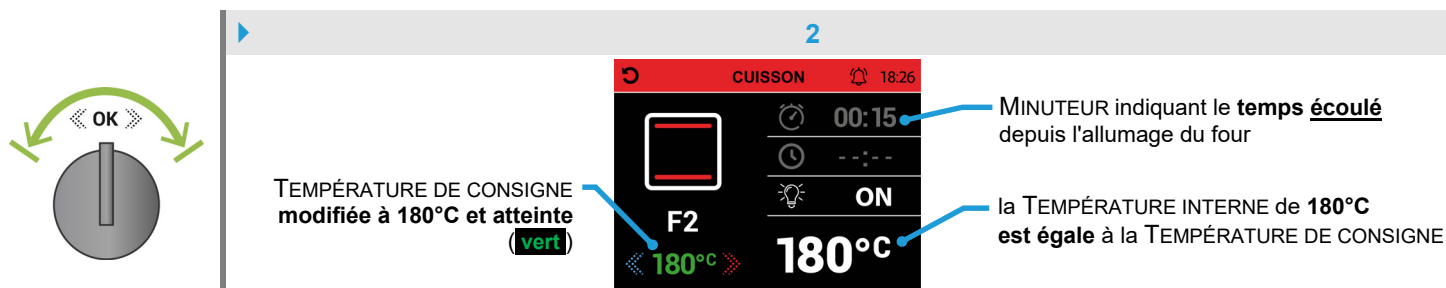 2
OK
CUISSON 18:26
00:15
--:--
ON
F2
180°C
180°C
MINUTEUR indiquant le temps écoulé
depuis l'allumage du four
TEMPÉRATURE DE CONSIGNE
modifiée à 180°C et atteinte
(vert)
la TEMPÉRATURE INTERNE de 180°C
est égale à la TEMPÉRATURE DE CONSIGNE